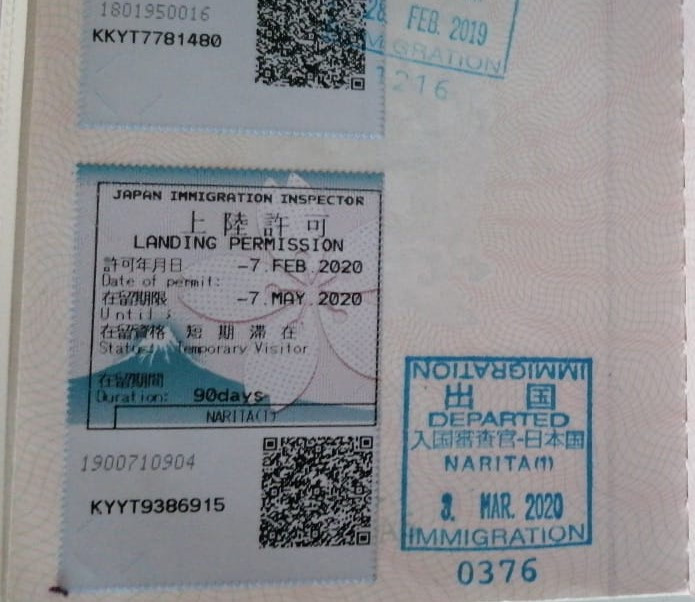 1801950016
KKYT7781480
28. FEB. 2019
IMMIGRATION
1216
JAPAN IMMIGRATION INSPECTOR
上陸許可
LANDING PERMISSION
許可年月日 -7.FEB.2020
Date of permit:
在留期限 -7.MAY.2020
Until :
在留資格 短期滞在
Status: Temporary Visitor
在留期間
Duration: 90days
NARITA(1)
1900710904
KYYT9386915
IMMIGRATION
出国
DEPARTED
入国審査官-日本国
NARITA(1)
MAR. 2020
IMMIGRATION
0376